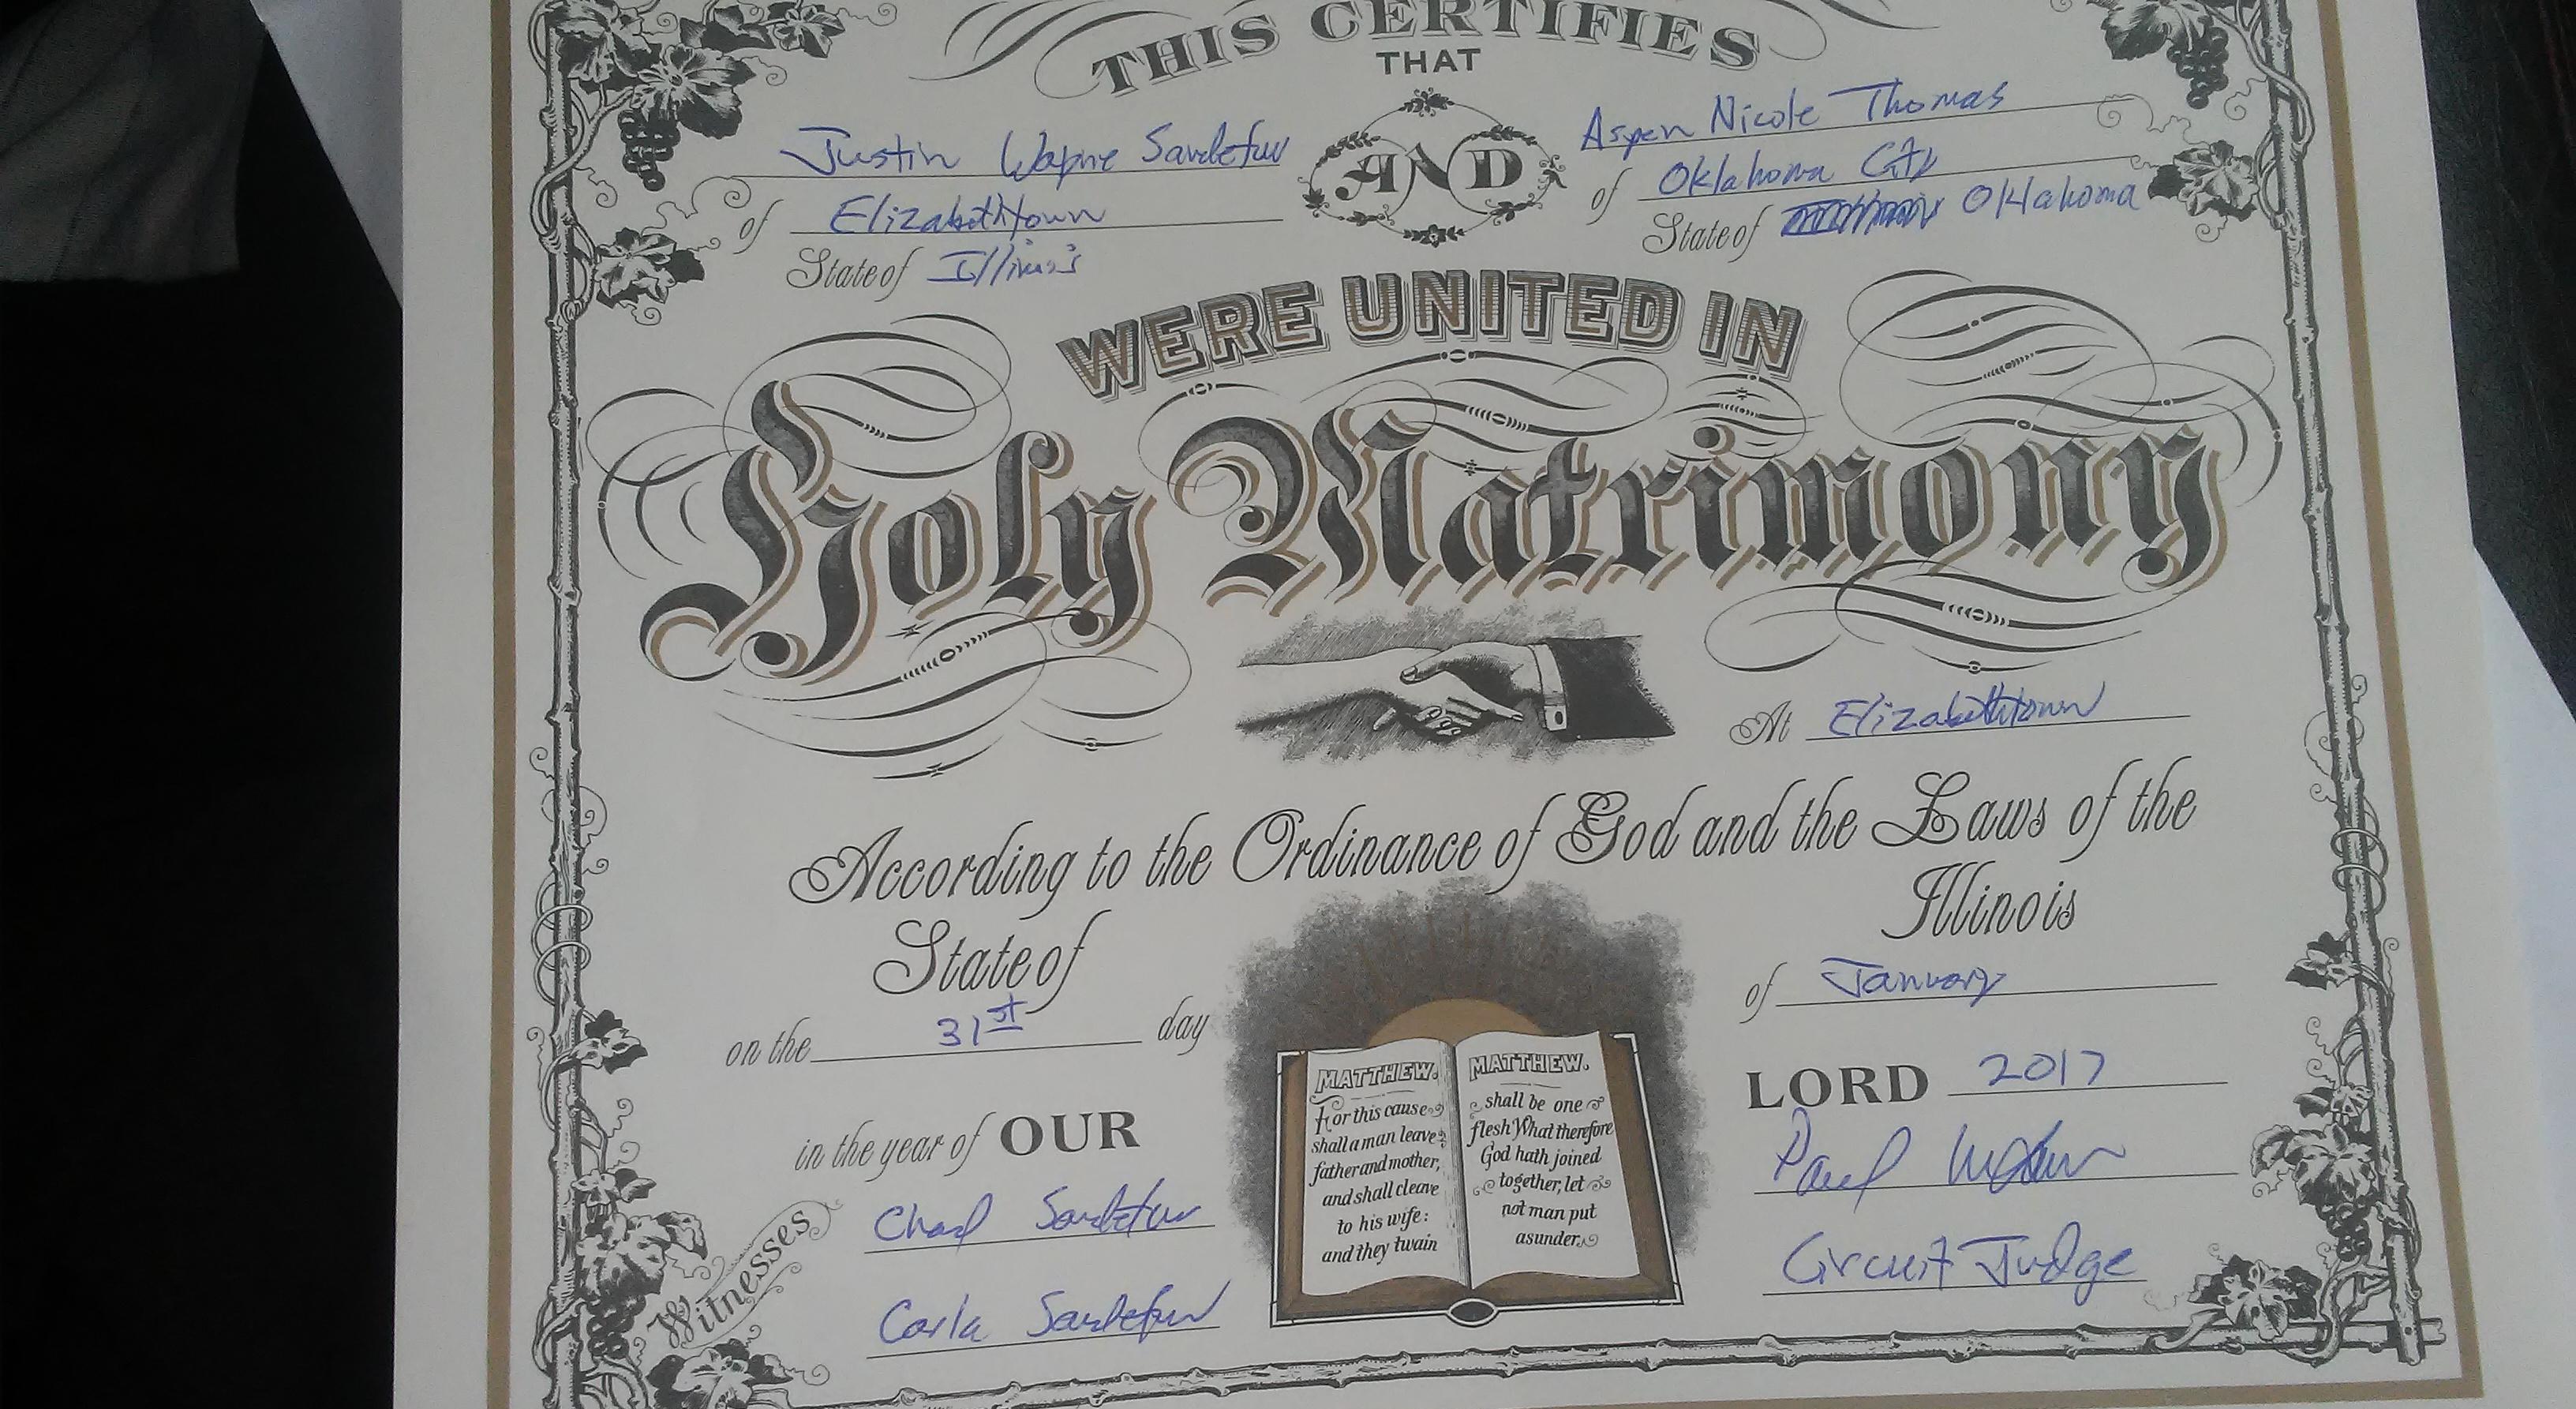 THIS CERTIFIES
THAT
Justin Wayne Sandefur AND Aspen Nicole Thomas
of Elizabethtown of Oklahoma City
State of Illinois State of Oklahoma
WERE UNITED IN
Holy Matrimony
At Elizabethtown
According to the Ordinance of God and the Laws of the
State of Illinois
on the 31st day of January
in the year of OUR LORD 2017
MATTHEW.
For this cause
shall a man leave
father and mother,
and shall cleave
to his wife:
and they twain
MATTHEW.
shall be one
flesh What therefore
God hath joined
together, let
not man put
asunder.
Witnesses
Chad Sandefur
Carla Sandefur
Paul
Circuit Judge